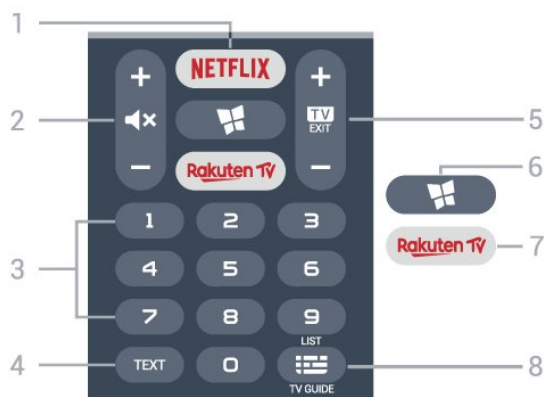 1
NETFLIX
+ +
2
TV
EXIT
5
6
− −
Rakuten TV
Rakuten TV
7
1 2 3
3
4 5 6
7 8 9
LIST
4
TEXT
0
8
TV GUIDE